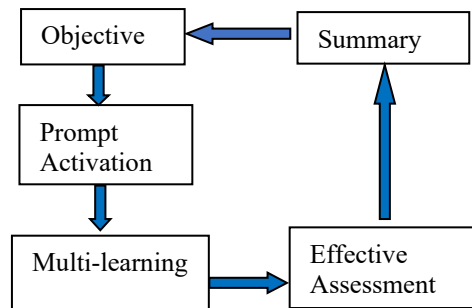 Objective
Summary
Prompt
Activation
Multi-learning
Effective
Assessment